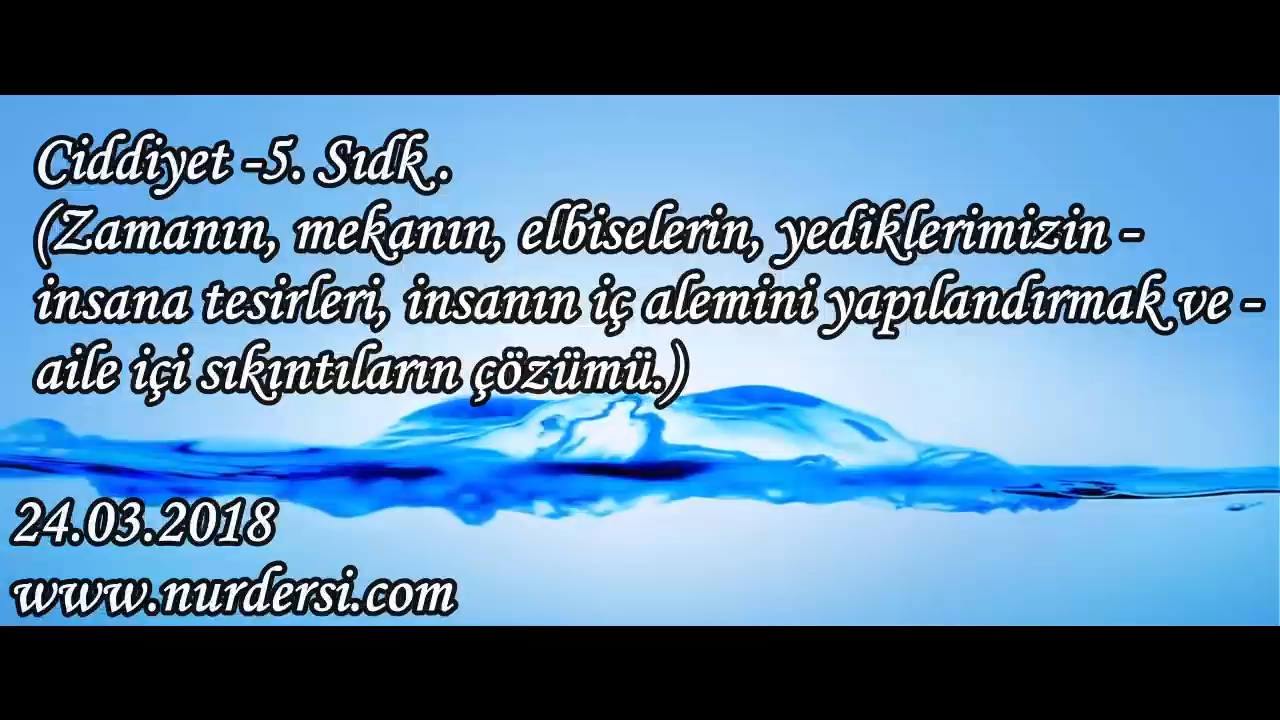 Ciddiyet -5. Sıdk .
(Zamanın, mekanın, elbiselerin, yediklerimizin -
insana tesirleri, insanın iç alemini yapılandırmak ve -
aile içi sıkıntıların çözümü.)
24.03.2018
www.nurdersi.com